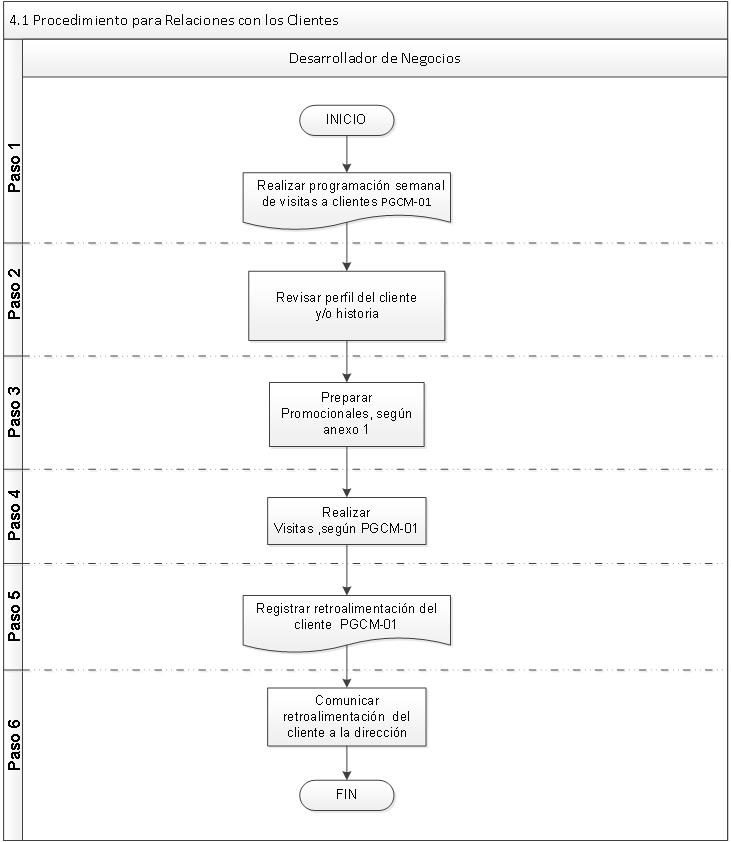 4.1 Procedimiento para Relaciones con los Clientes
Desarrollador de Negocios
Paso 1
INICIO
Realizar programación semanal
de visitas a clientes PGCM-01
Paso 2
Revisar perfil del cliente
y/o historia
Paso 3
Preparar
Promocionales, según
anexo 1
Paso 4
Realizar
Visitas ,según PGCM-01
Paso 5
Registrar retroalimentación del
cliente PGCM-01
Paso 6
Comunicar
retroalimentación del
cliente a la dirección
FIN